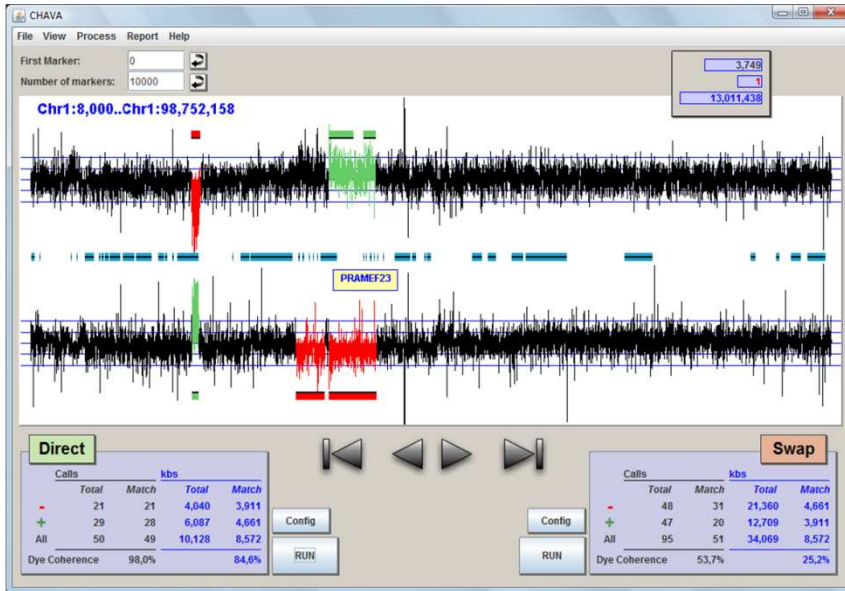 CHAVA
File View Process Report Help
First Marker: 0
Number of markers: 10000
3,749
1
13,011,438
Chr1:8,000..Chr1:98,752,158
PRAMEF23
Direct
Calls kbs
Total Match Total Match
- 21 21 4,040 3,911
+ 29 28 6,087 4,661
All 50 49 10,128 8,572
Dye Coherence 98,0% 84,6%
Config
RUN
Config
RUN
Swap
Calls kbs
Total Match Total Match
- 48 31 21,360 4,661
+ 47 20 12,709 3,911
All 95 51 34,069 8,572
Dye Coherence 53,7% 25,2%